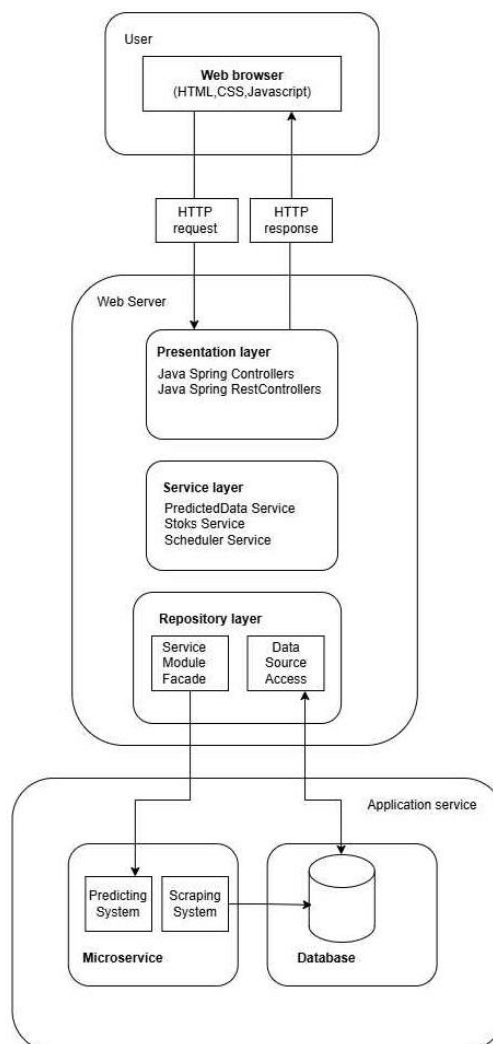 User
Web browser
(HTML,CSS,Javascript)
HTTP
request
HTTP
response
Web Server
Presentation layer
Java Spring Controllers
Java Spring RestControllers
Service layer
PredictedData Service
Stoks Service
Scheduler Service
Repository layer
Service
Module
Facade
Data
Source
Access
Application service
Predicting
System
Scraping
System
Microservice
Database